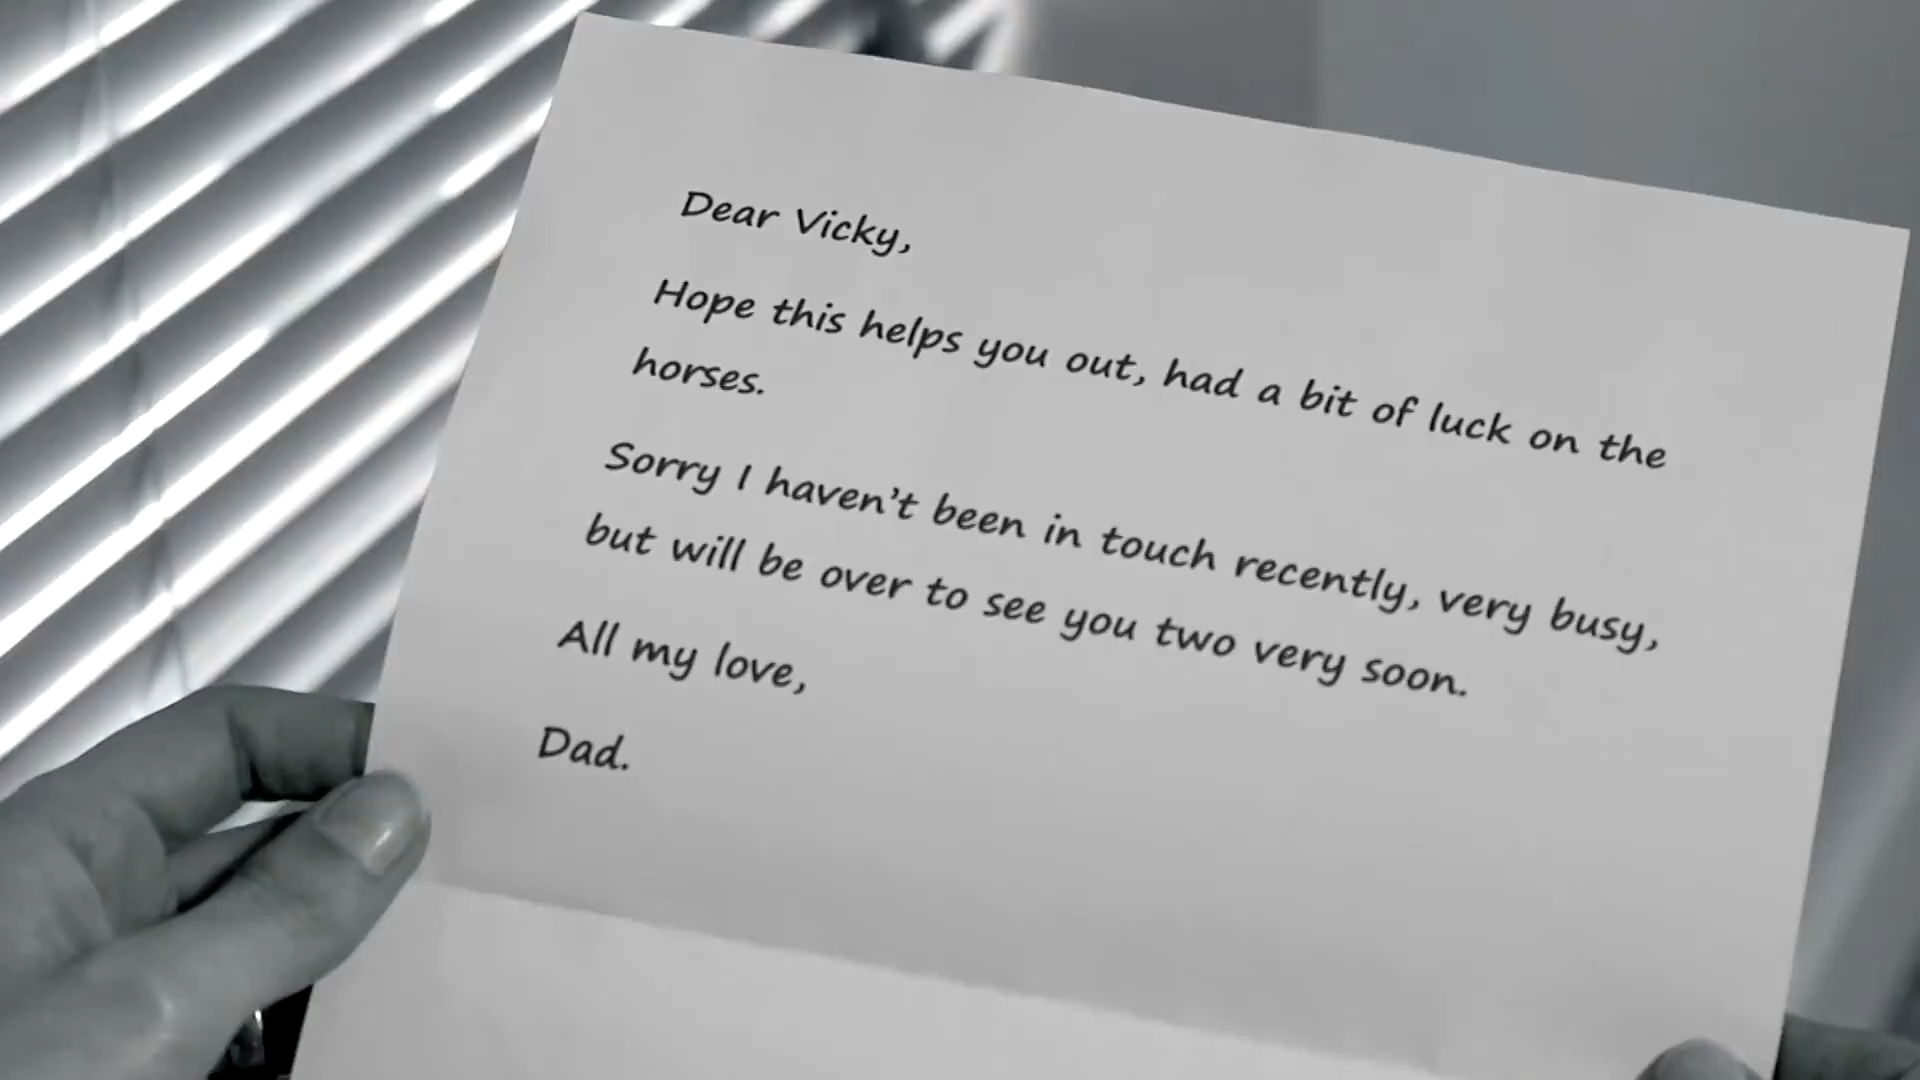 Dear Vicky,
Hope this helps you out, had a bit of luck on the
horses.
Sorry I haven't been in touch recently, very busy,
but will be over to see you two very soon.
All my love,
Dad.